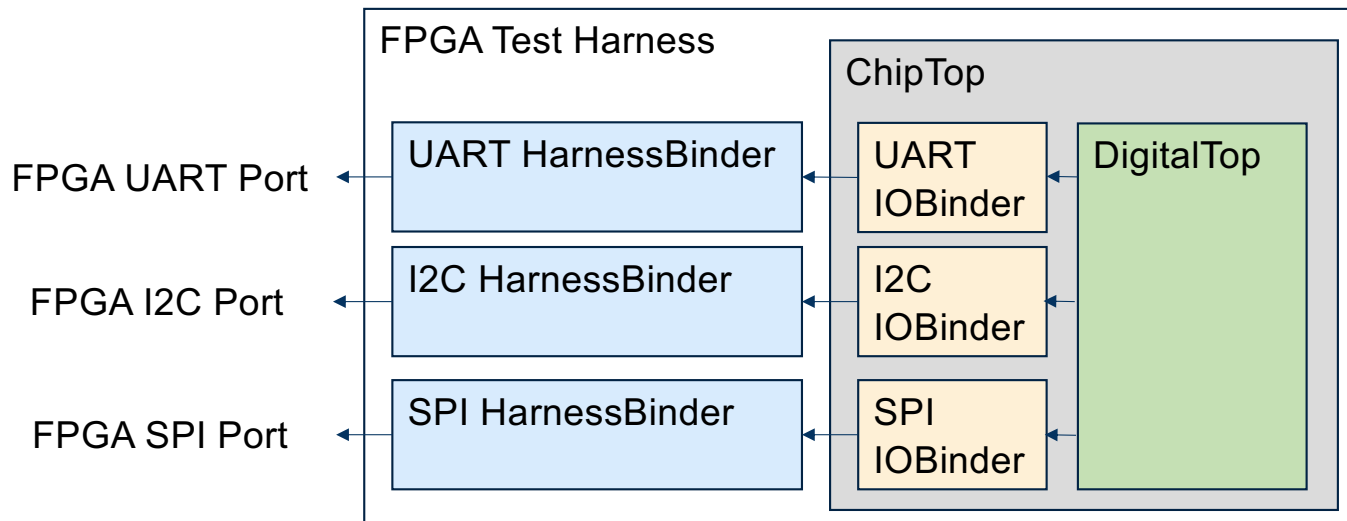 FPGA Test Harness
ChipTop
FPGA UART Port
UART HarnessBinder
UART
IOBinder
DigitalTop
FPGA I2C Port
I2C HarnessBinder
I2C
IOBinder
FPGA SPI Port
SPI HarnessBinder
SPI
IOBinder